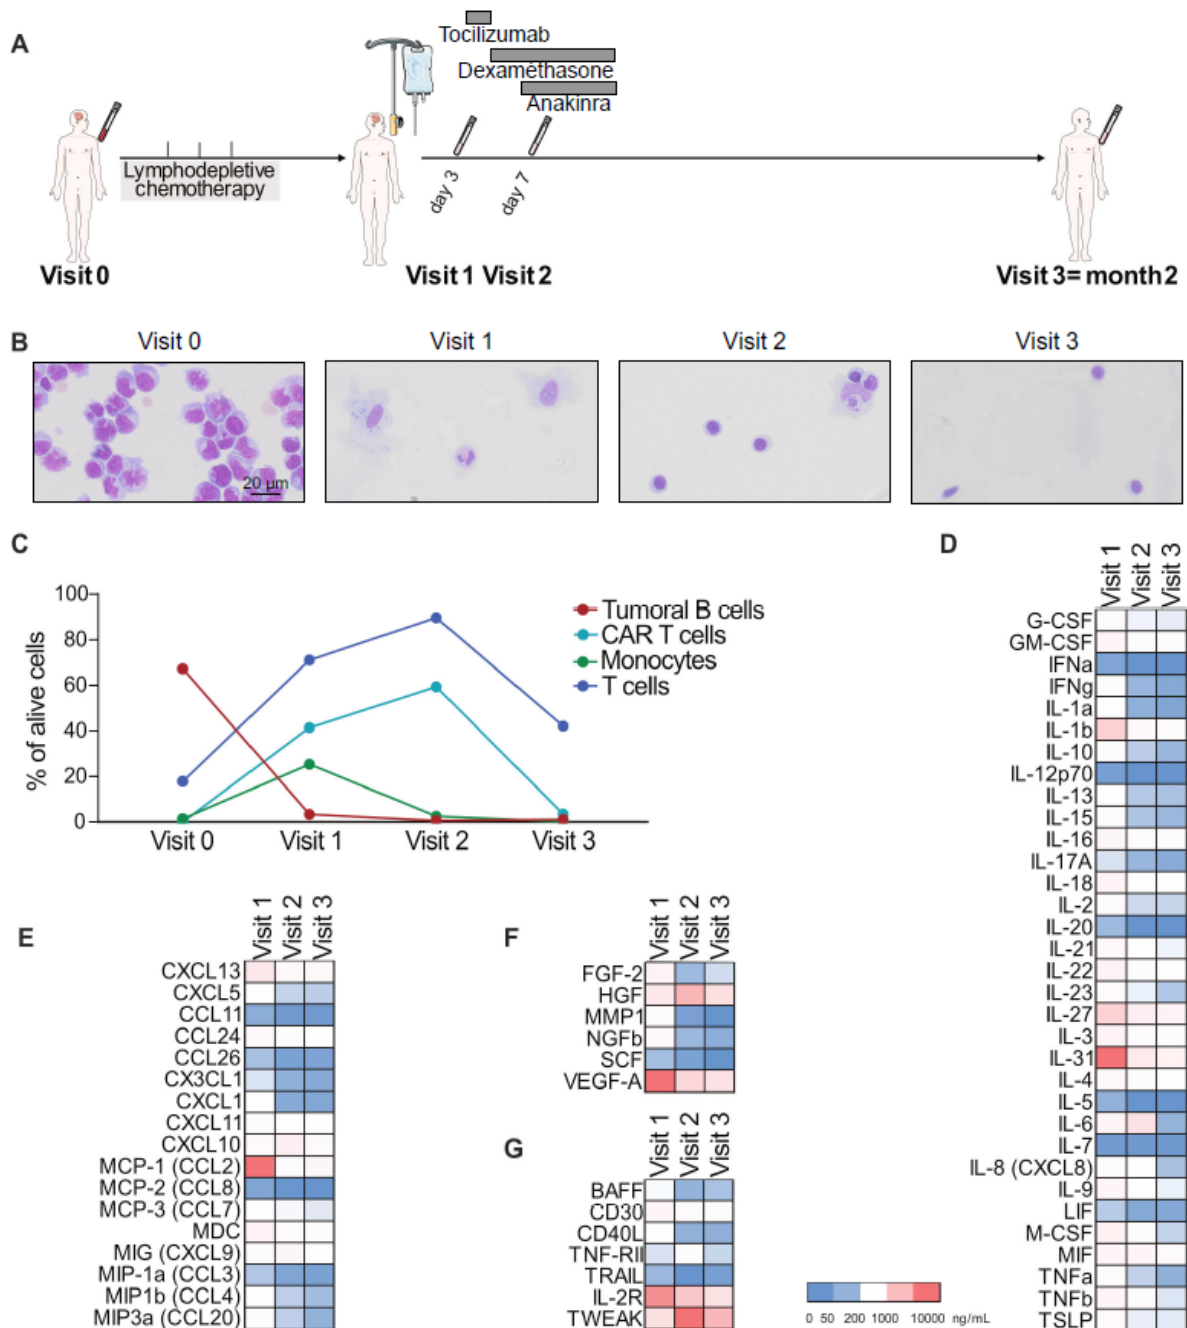 A
Tocilizumab
Dexamethasone
Anakinra
Lymphodepletive
chemotherapy
day 3
day 7
Visit 0
Visit 1 Visit 2
Visit 3= month 2
B
Visit 0
Visit 1
Visit 2
Visit 3
20 µm
C
% of alive cells
100
80
60
40
20
0
Visit 0
Visit 1
Visit 2
Visit 3
Tumoral B cells
CAR T cells
Monocytes
T cells
D
Visit 1
Visit 2
Visit 3
G-CSF
GM-CSF
IFNa
IFNg
IL-1a
IL-1b
IL-10
IL-12p70
IL-13
IL-15
IL-16
IL-17A
IL-18
IL-2
IL-20
IL-21
IL-22
IL-23
IL-27
IL-3
IL-31
IL-4
IL-5
IL-6
IL-7
IL-8 (CXCL8)
IL-9
LIF
M-CSF
MIF
TNFa
TNFb
TSLP
E
Visit 1
Visit 2
Visit 3
CXCL13
CXCL5
CCL11
CCL24
CCL26
CX3CL1
CXCL1
CXCL11
CXCL10
MCP-1 (CCL2)
MCP-2 (CCL8)
MCP-3 (CCL7)
MDC
MIG (CXCL9)
MIP-1a (CCL3)
MIP1b (CCL4)
MIP3a (CCL20)
F
Visit 1
Visit 2
Visit 3
FGF-2
HGF
MMP1
NGFb
SCF
VEGF-A
G
Visit 1
Visit 2
Visit 3
BAFF
CD30
CD40L
TNF-RII
TRAIL
IL-2R
TWEAK
0 50 200 1000 10000 ng/mL